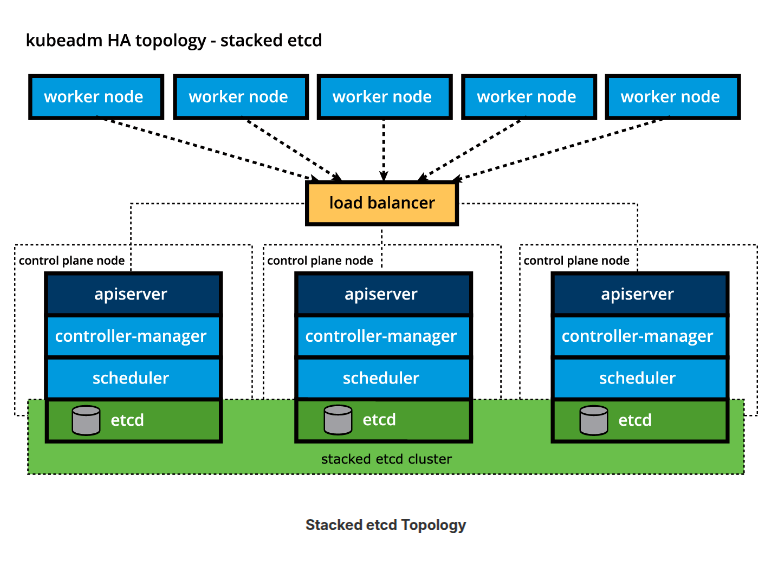 kubeadm HA topology - stacked etcd
worker node
worker node
worker node
worker node
worker node
load balancer
control plane node
apiserver
controller-manager
scheduler
etcd
control plane node
apiserver
controller-manager
scheduler
etcd
control plane node
apiserver
controller-manager
scheduler
etcd
stacked etcd cluster
Stacked etcd Topology